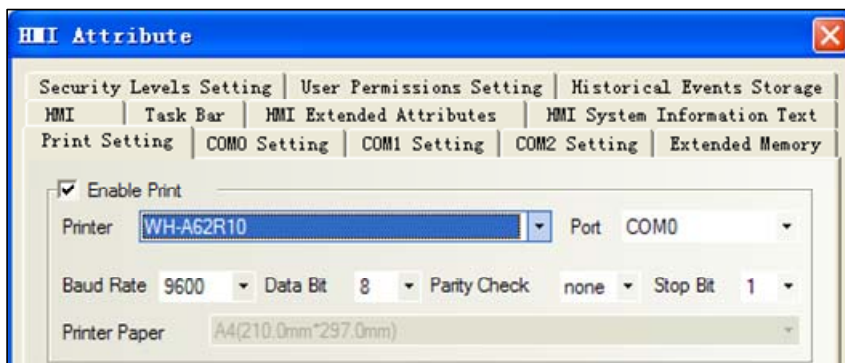 HMI Attribute
Security Levels Setting User Permissions Setting Historical Events Storage
HMI Task Bar HMI Extended Attributes HMI System Information Text
Print Setting COM0 Setting COM1 Setting COM2 Setting Extended Memory
Enable Print
Printer WH-A62R10 Port COM0
Baud Rate 9600 Data Bit 8 Parity Check none Stop Bit 1
Printer Paper A4(210.0mm*297.0mm)